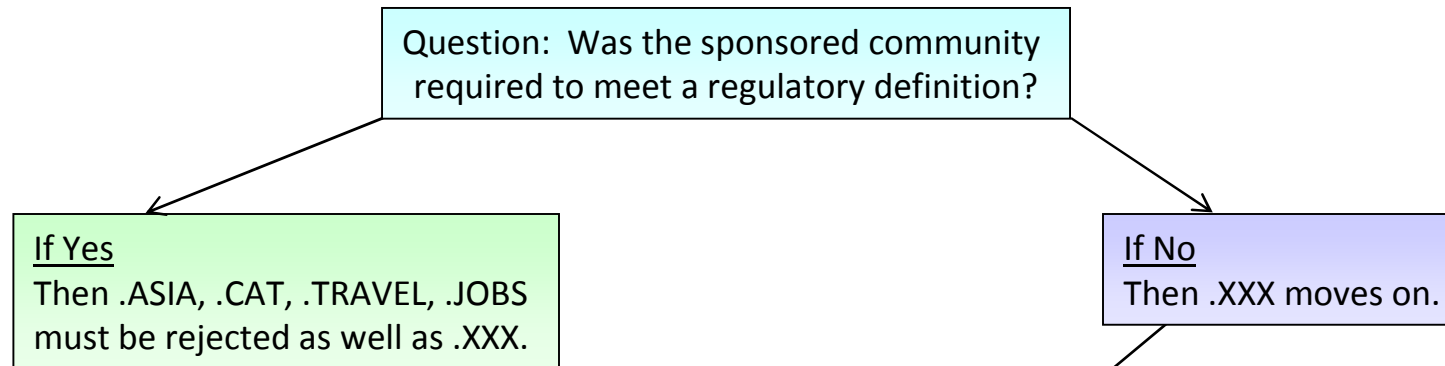 Question: Was the sponsored community
required to meet a regulatory definition?
If Yes
Then .ASIA, .CAT, .TRAVEL, .JOBS
must be rejected as well as .XXX.
If No
Then .XXX moves on.